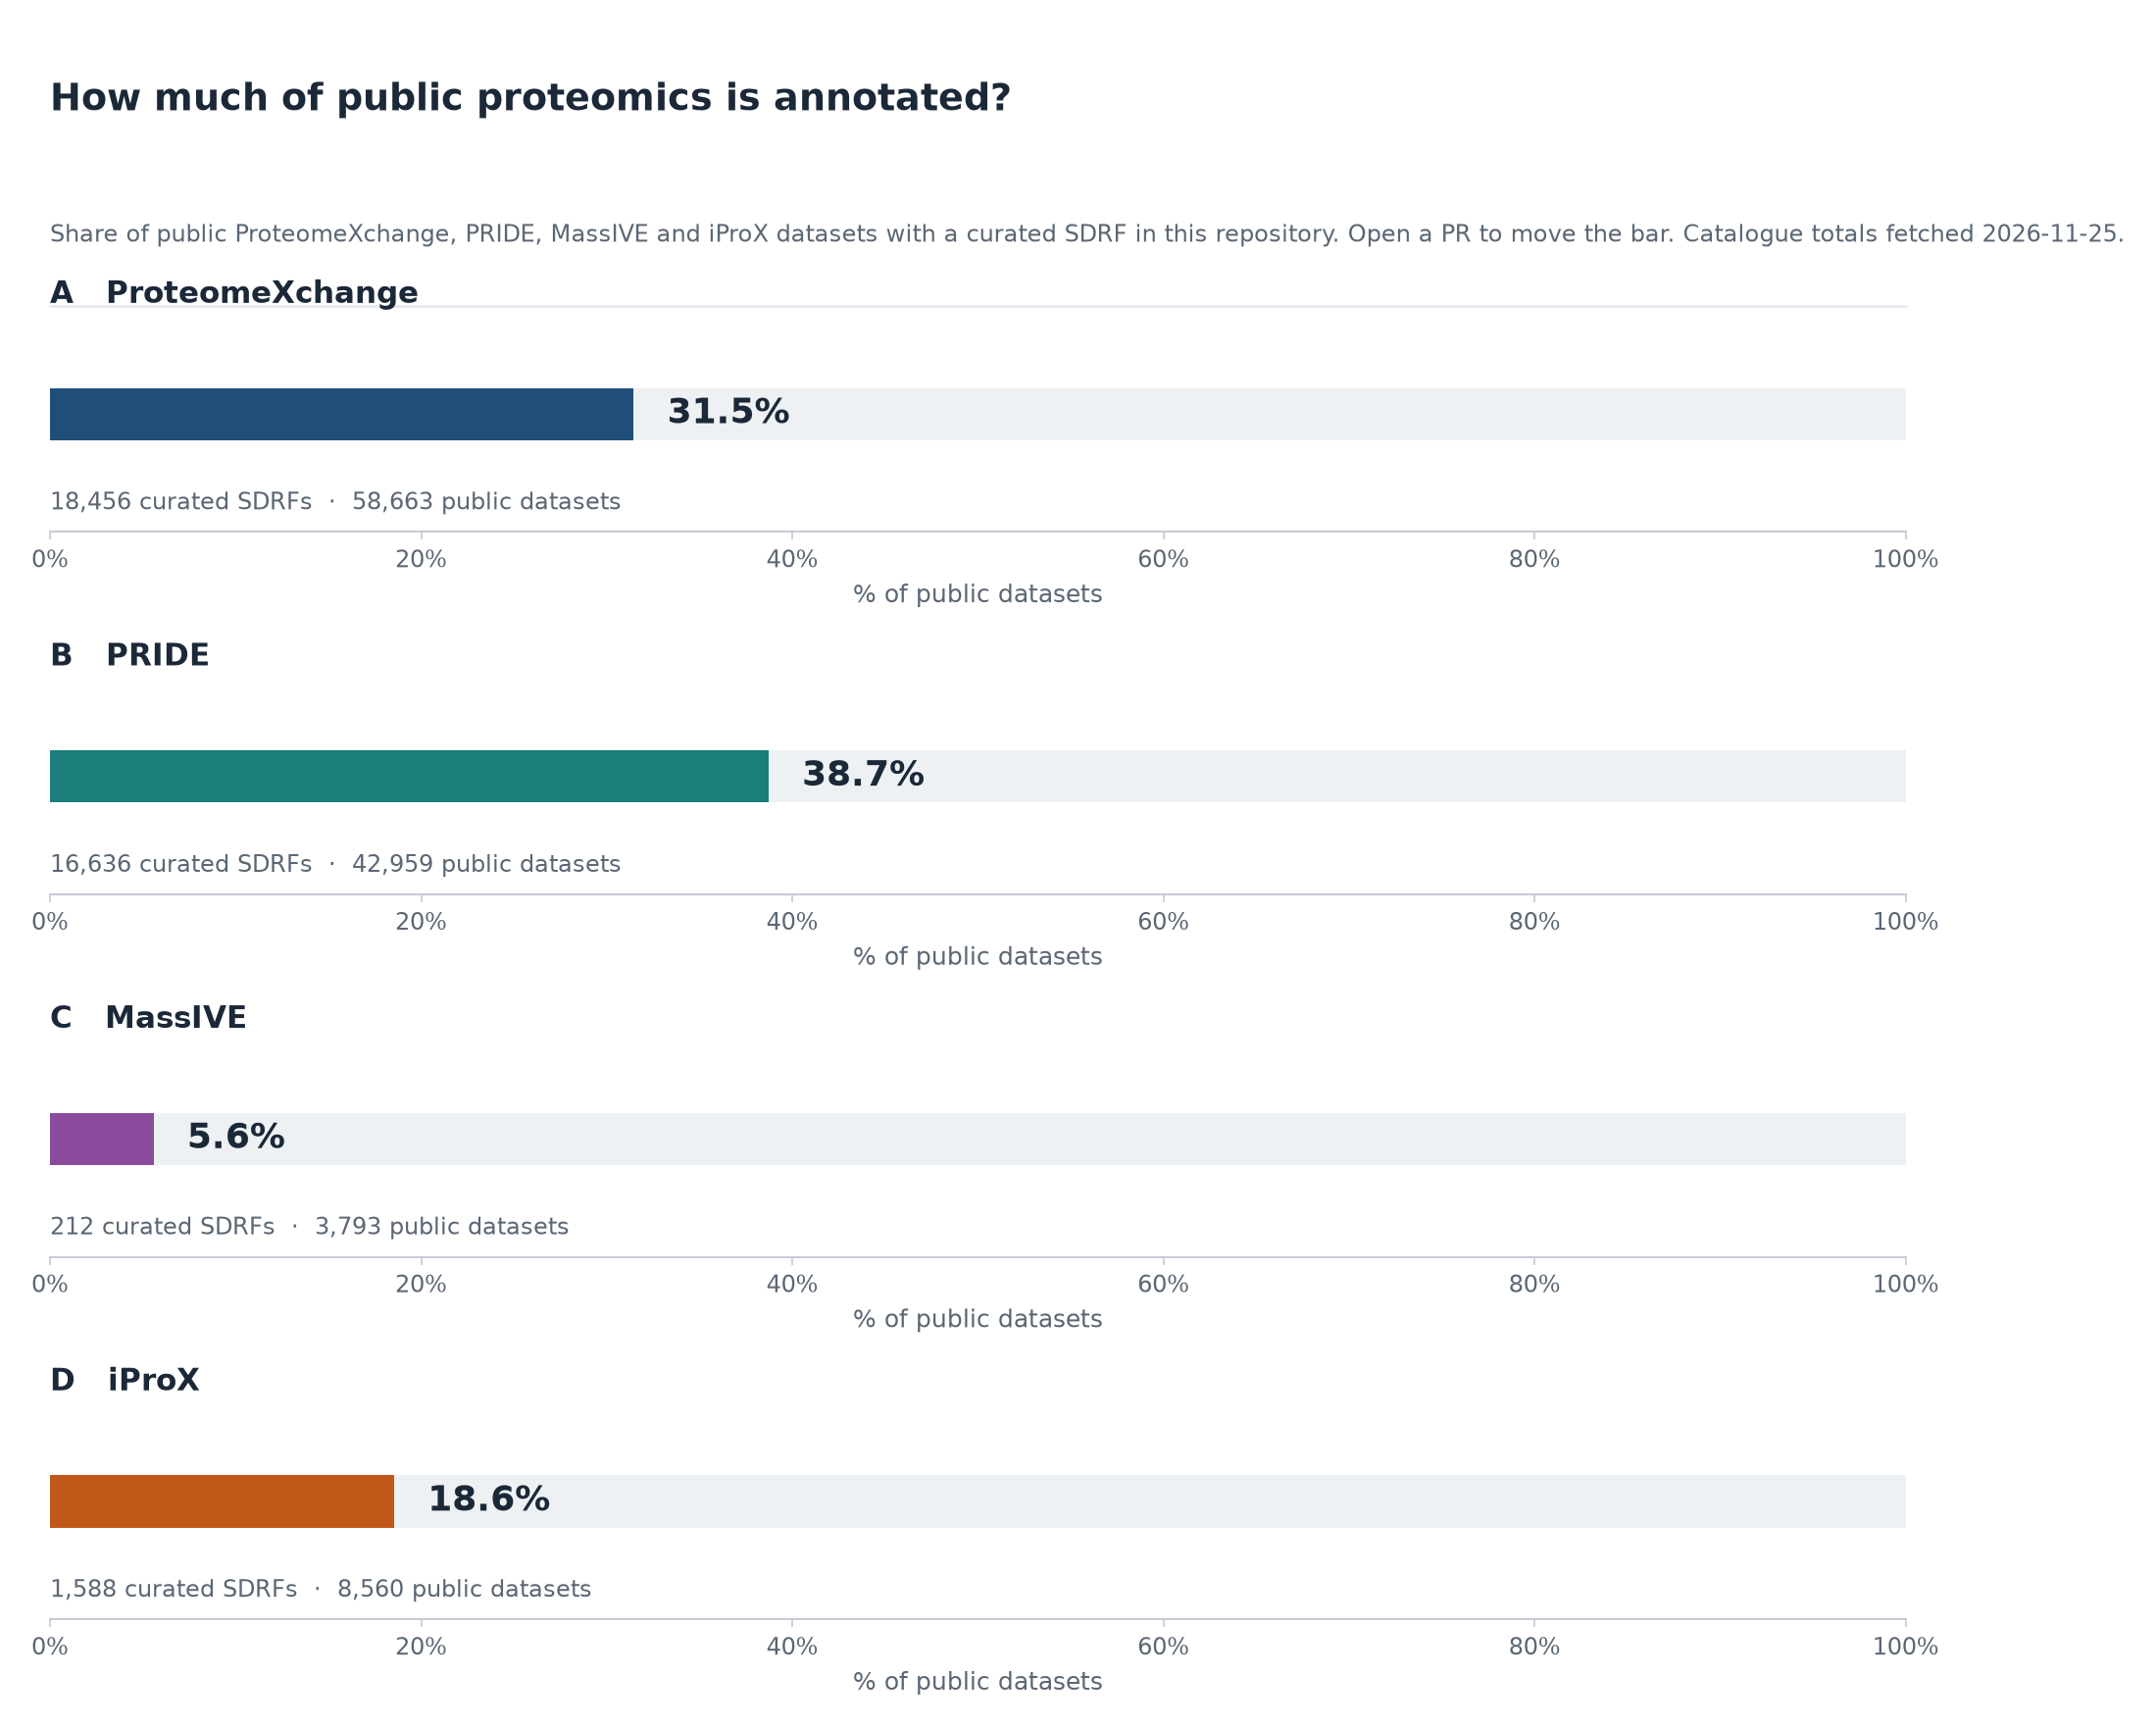 How much of public proteomics is annotated?
Share of public ProteomeXchange, PRIDE, MassIVE and iProX datasets with a curated SDRF in this repository. Open a PR to move the bar. Catalogue totals fetched 2026-11-25.
A ProteomeXchange
31.5%
18,456 curated SDRFs · 58,663 public datasets
0% 20% 40% 60% 80% 100%
% of public datasets
B PRIDE
38.7%
16,636 curated SDRFs · 42,959 public datasets
0% 20% 40% 60% 80% 100%
% of public datasets
C MassIVE
5.6%
212 curated SDRFs · 3,793 public datasets
0% 20% 40% 60% 80% 100%
% of public datasets
D iProX
18.6%
1,588 curated SDRFs · 8,560 public datasets
0% 20% 40% 60% 80% 100%
% of public datasets